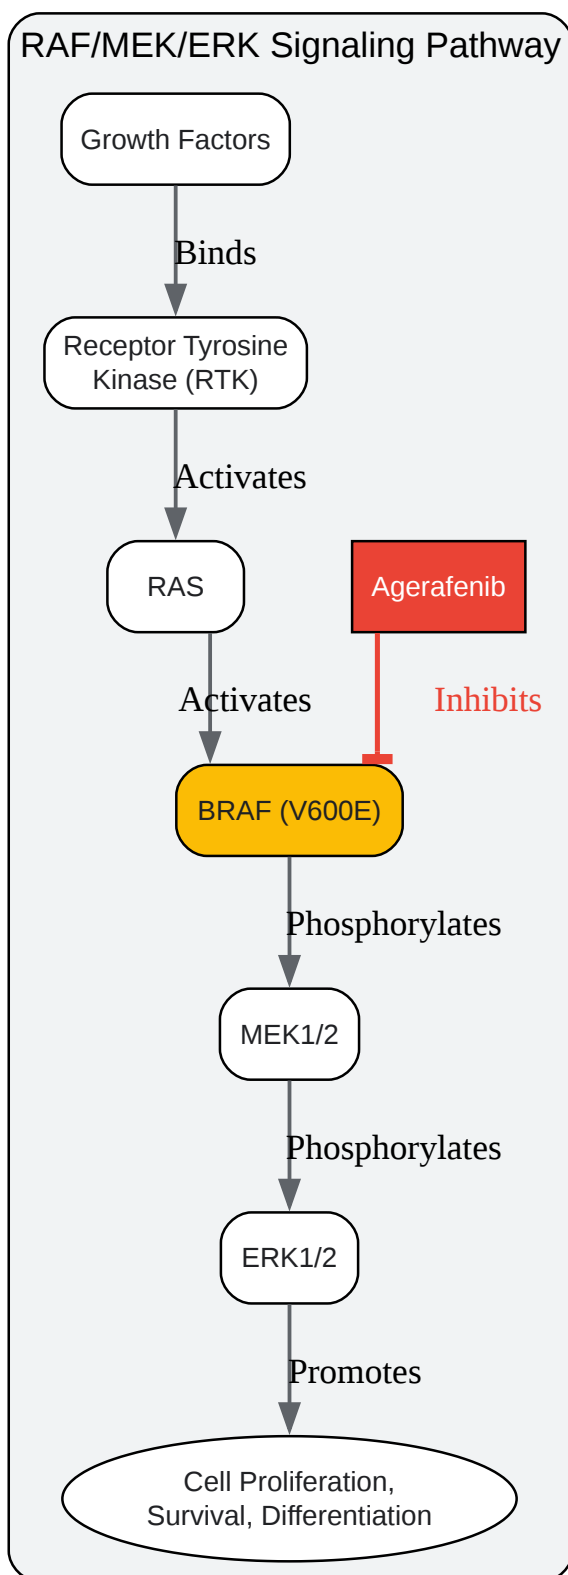 RAF/MEK/ERK Signaling Pathway
Growth Factors
Binds
Receptor Tyrosine
Kinase (RTK)
Activates
RAS
Agerafenib
Activates
Inhibits
BRAF (V600E)
Phosphorylates
MEK1/2
Phosphorylates
ERK1/2
Promotes
Cell Proliferation,
Survival, Differentiation